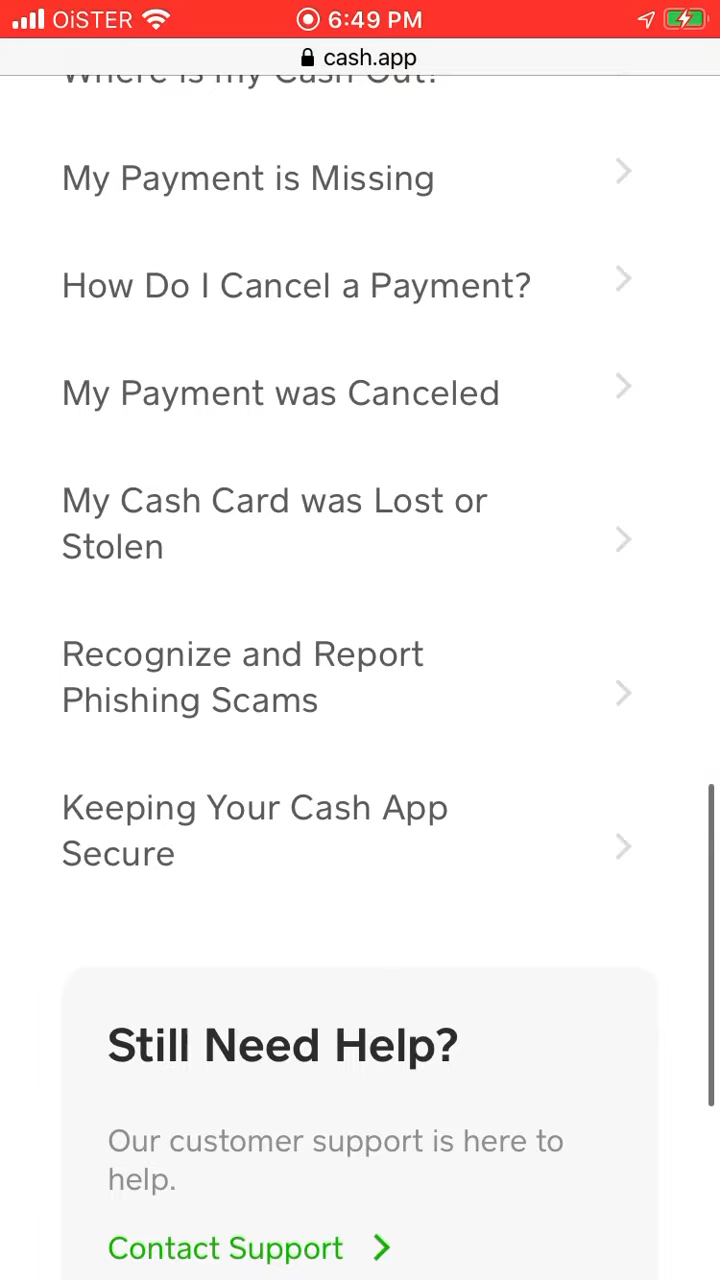 OiSTER
6:49 PM
cash.app
Where is my Cash Out?
My Payment is Missing
How Do I Cancel a Payment?
My Payment was Canceled
My Cash Card was Lost or
Stolen
Recognize and Report
Phishing Scams
Keeping Your Cash App
Secure
Still Need Help?
Our customer support is here to
help.
Contact Support